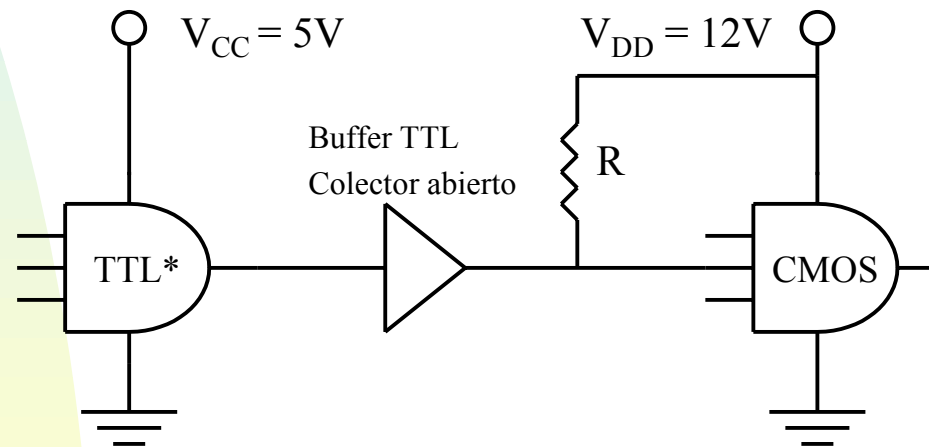 V_CC = 5V
V_DD = 12V
Buffer TTL
Colector abierto
R
TTL*
CMOS